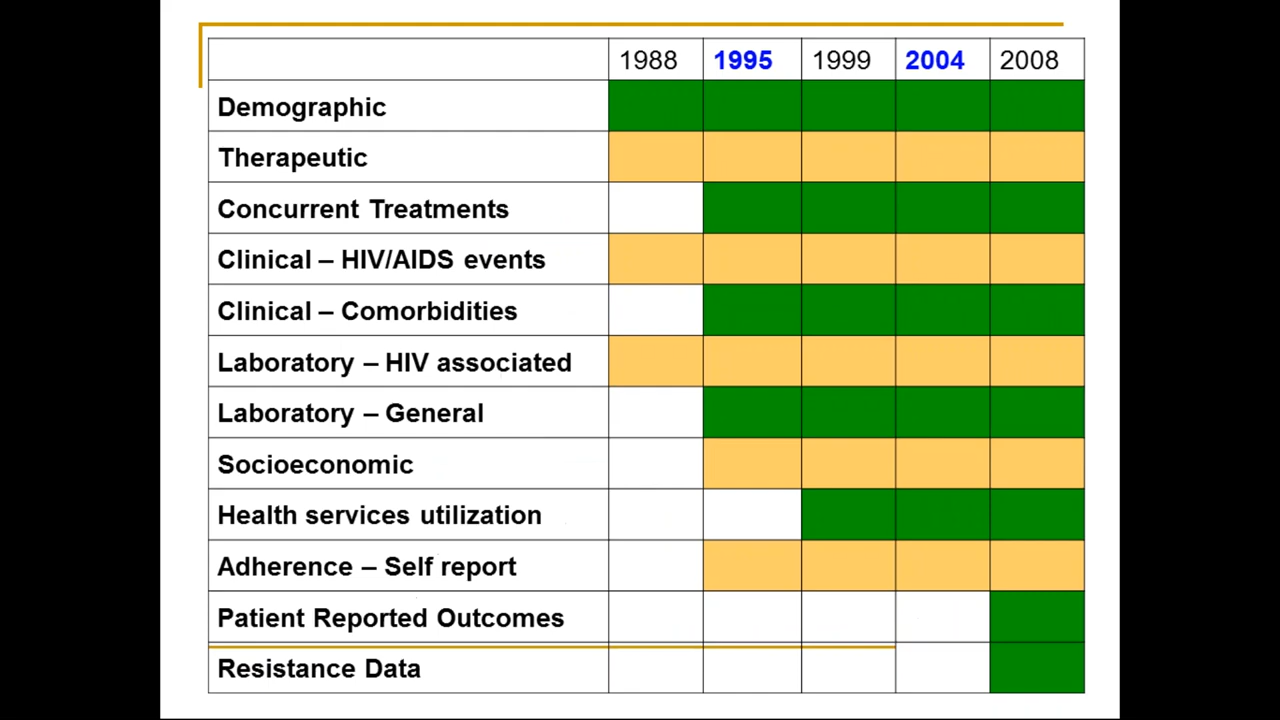 1988 1995 1999 2004 2008
Demographic
Therapeutic
Concurrent Treatments
Clinical – HIV/AIDS events
Clinical – Comorbidities
Laboratory – HIV associated
Laboratory – General
Socioeconomic
Health services utilization
Adherence – Self report
Patient Reported Outcomes
Resistance Data